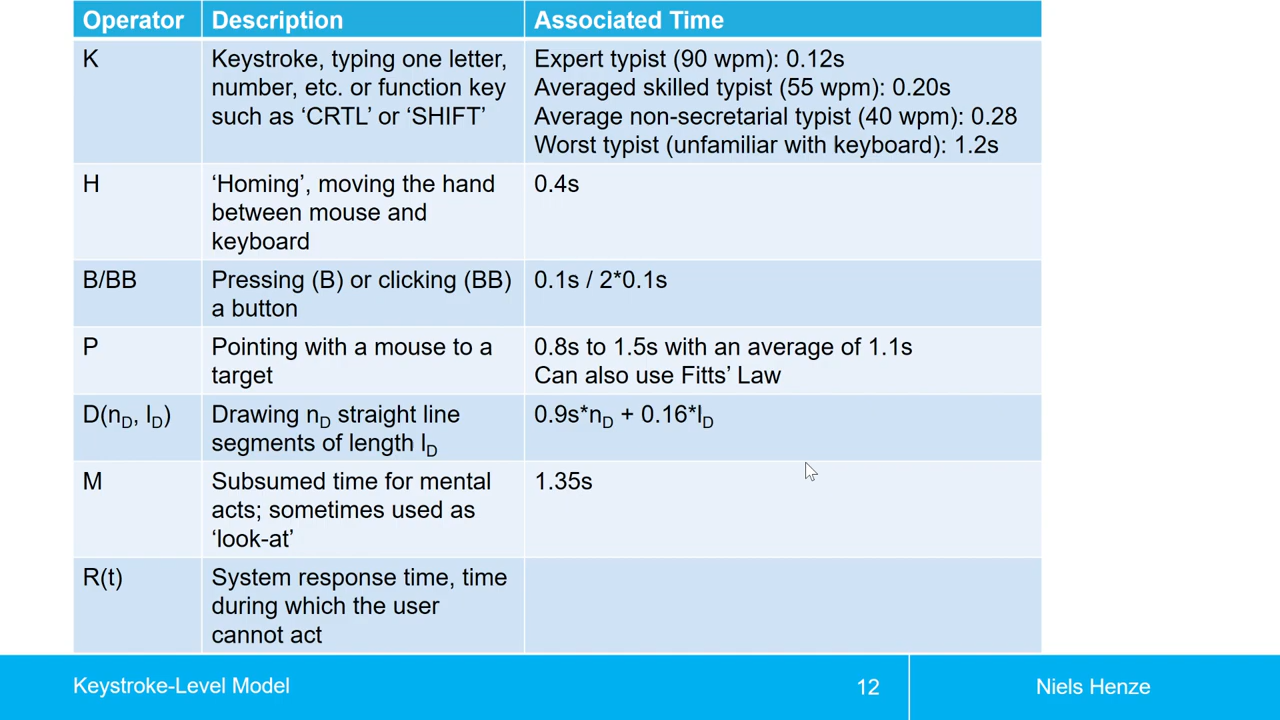 Operator Description Associated Time
K Keystroke, typing one letter, Expert typist (90 wpm): 0.12s
number, etc. or function key Averaged skilled typist (55 wpm): 0.20s
such as ‘CRTL’ or ‘SHIFT’ Average non-secretarial typist (40 wpm): 0.28
Worst typist (unfamiliar with keyboard): 1.2s
H ‘Homing’, moving the hand 0.4s
between mouse and
keyboard
B/BB Pressing (B) or clicking (BB) 0.1s / 2*0.1s
a button
P Pointing with a mouse to a 0.8s to 1.5s with an average of 1.1s
target Can also use Fitts’ Law
D(nD, lD) Drawing nD straight line 0.9s*nD + 0.16*lD
segments of length lD
M Subsumed time for mental 1.35s
acts; sometimes used as
‘look-at’
R(t) System response time, time
during which the user
cannot act
Keystroke-Level Model 12 Niels Henze